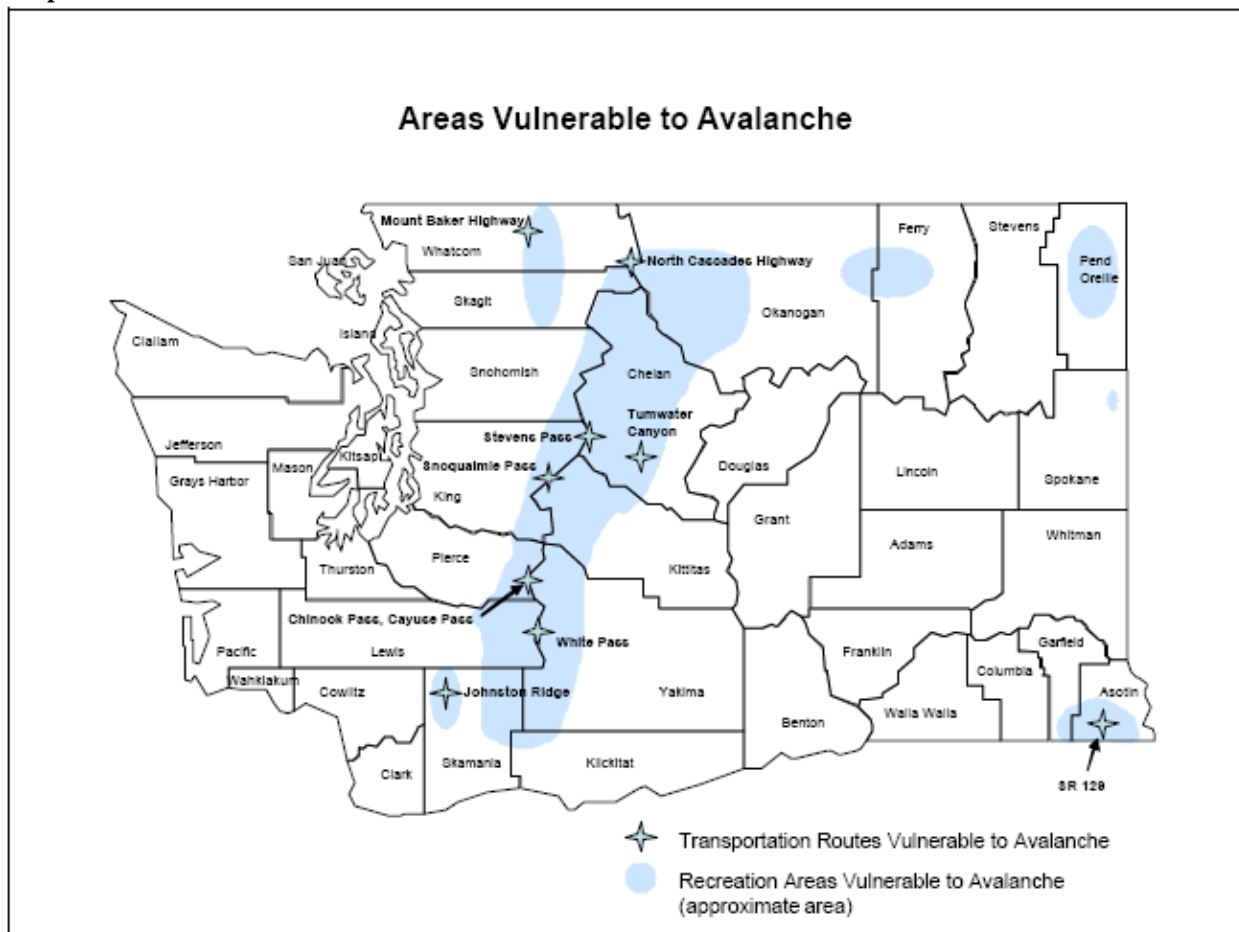 Areas Vulnerable to Avalanche
Mount Baker Highway
Whatcom
San Juan
North Cascades Highway
Ferry
Stevens
Pend
Oreille
Skagit
Okanogan
Island
Clallam
Snohomish
Chelan
Tumwater
Canyon
Stevens Pass
Jefferson
Kitsap
Snoqualmie Pass
Douglas
Lincoln
Mason
Grays Harbor
King
Spokane
Grant
Whitman
Adams
Pierce
Thurston
Kittitas
Chinook Pass, Cayuse Pass
White Pass
Pacific
Lewis
Franklin
Garfield
Columbia
Wahkiakum
Cowlitz
Johnston Ridge
Yakima
Asotin
Walla Walla
Benton
Clark
Skamania
Klickitat
SR 129
Transportation Routes Vulnerable to Avalanche
Recreation Areas Vulnerable to Avalanche
(approximate area)